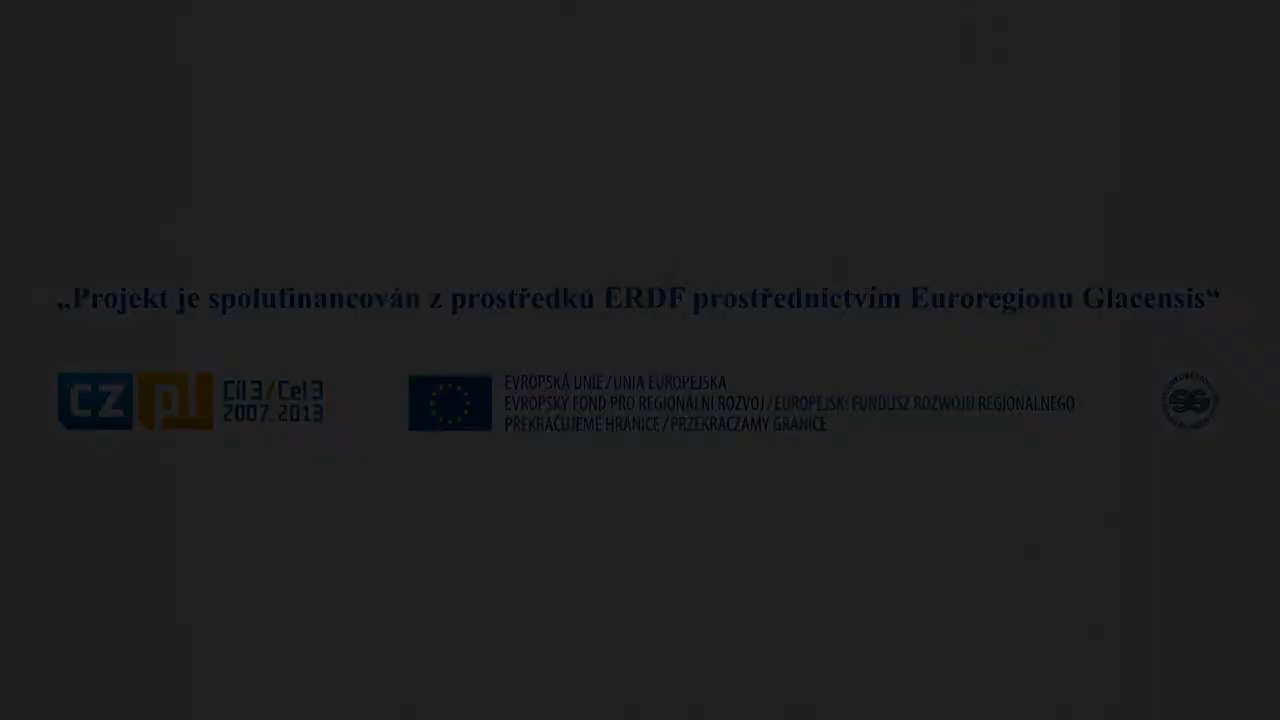 „Projekt je spolufinancován z prostředků ERDF prostřednictvím Euroregionu Glacensis“
cz pl
Cíl 3 / Cel 3
2007. 2013
EVROPSKÁ UNIE / UNIA EUROPEJSKA
EVROPSKÝ FOND PRO REGIONÁLNÍ ROZVOJ / EUROPEJSKI FUNDUSZ ROZWOJU REGIONALNEGO
PŘEKRAČUJEME HRANICE / PRZEKRACZAMY GRANICE